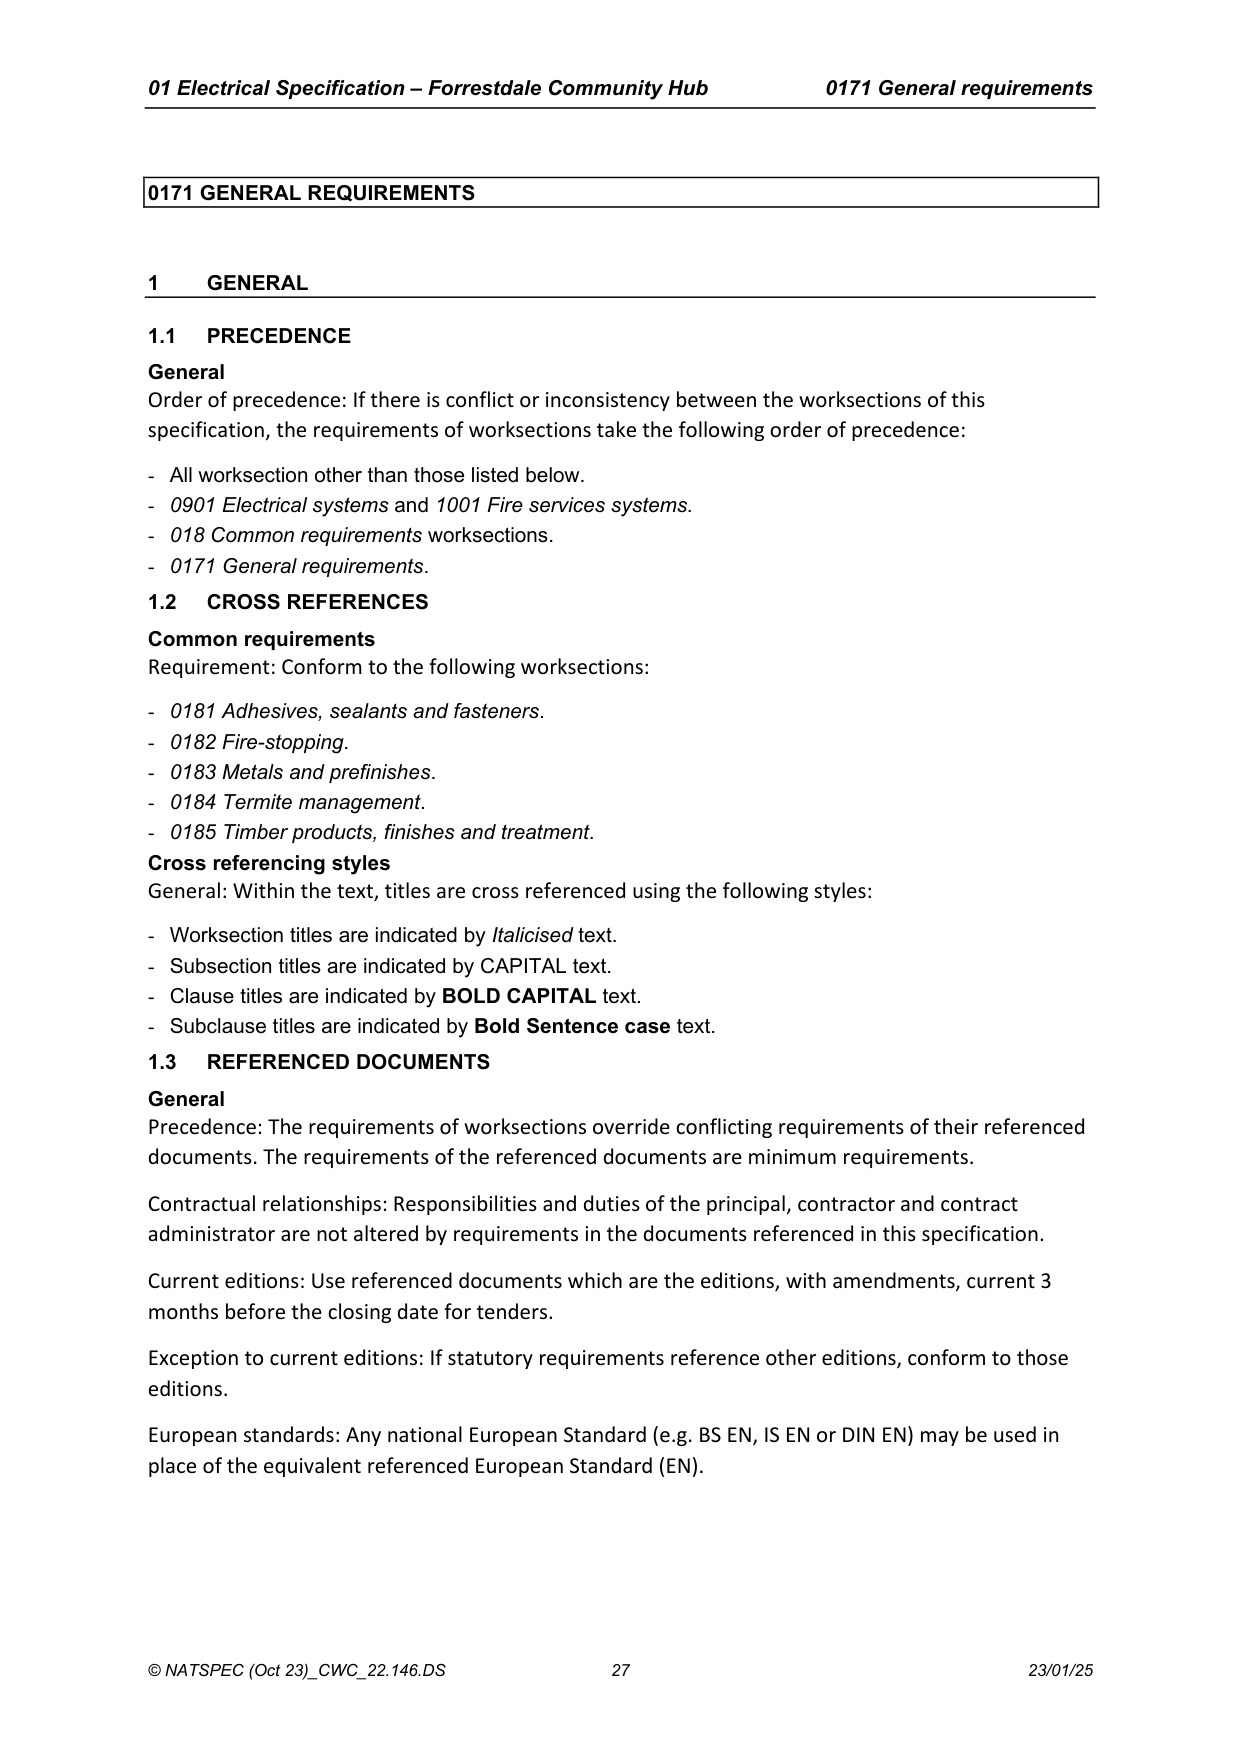 01 Electrical Specification – Forrestdale Community Hub 0171 General requirements
0171 GENERAL REQUIREMENTS
1 GENERAL
1.1 PRECEDENCE
General
Order of precedence: If there is conflict or inconsistency between the worksections of this
specification, the requirements of worksections take the following order of precedence:
- All worksection other than those listed below.
- 0901 Electrical systems and 1001 Fire services systems.
- 018 Common requirements worksections.
- 0171 General requirements.
1.2 CROSS REFERENCES
Common requirements
Requirement: Conform to the following worksections:
- 0181 Adhesives, sealants and fasteners.
- 0182 Fire-stopping.
- 0183 Metals and prefinishes.
- 0184 Termite management.
- 0185 Timber products, finishes and treatment.
Cross referencing styles
General: Within the text, titles are cross referenced using the following styles:
- Worksection titles are indicated by Italicised text.
- Subsection titles are indicated by CAPITAL text.
- Clause titles are indicated by BOLD CAPITAL text.
- Subclause titles are indicated by Bold Sentence case text.
1.3 REFERENCED DOCUMENTS
General
Precedence: The requirements of worksections override conflicting requirements of their referenced
documents. The requirements of the referenced documents are minimum requirements.
Contractual relationships: Responsibilities and duties of the principal, contractor and contract
administrator are not altered by requirements in the documents referenced in this specification.
Current editions: Use referenced documents which are the editions, with amendments, current 3
months before the closing date for tenders.
Exception to current editions: If statutory requirements reference other editions, conform to those
editions.
European standards: Any national European Standard (e.g. BS EN, IS EN or DIN EN) may be used in
place of the equivalent referenced European Standard (EN).
© NATSPEC (Oct 23)_CWC_22.146.DS 27 23/01/25